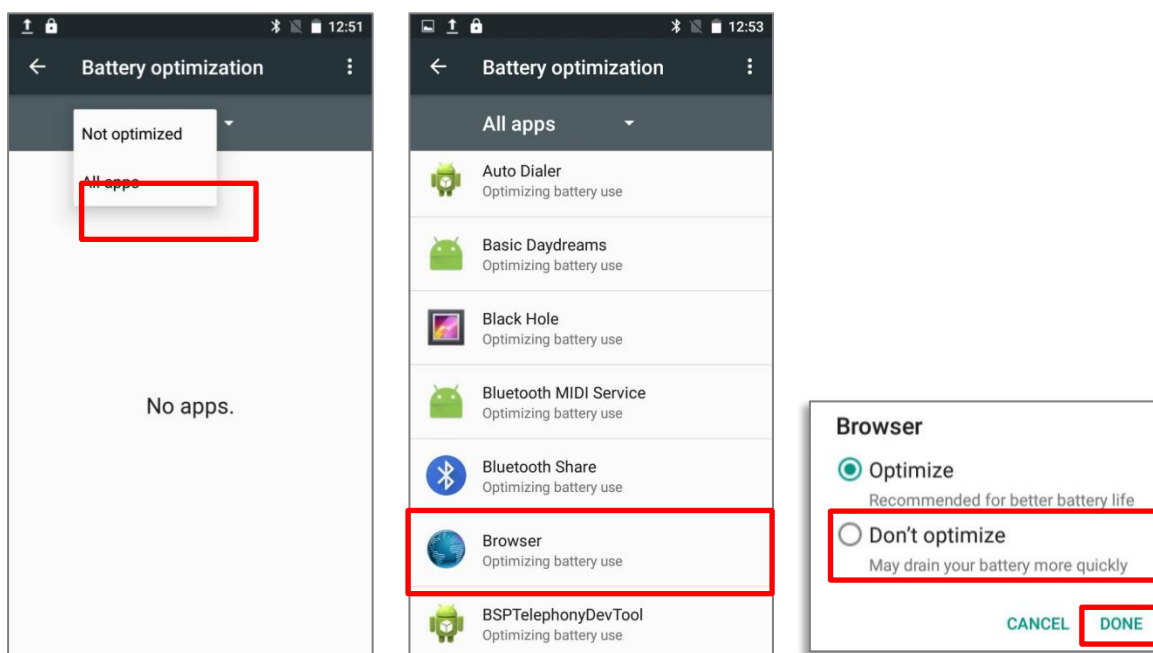 12:51
Battery optimization
Not optimized
All apps
No apps.
12:53
Battery optimization
All apps
Auto Dialer
Optimizing battery use
Basic Daydreams
Optimizing battery use
Black Hole
Optimizing battery use
Bluetooth MIDI Service
Optimizing battery use
Bluetooth Share
Optimizing battery use
Browser
Optimizing battery use
BSPTelephonyDevTool
Optimizing battery use
Browser
Optimize
Recommended for better battery life
Don't optimize
May drain your battery more quickly
CANCEL DONE